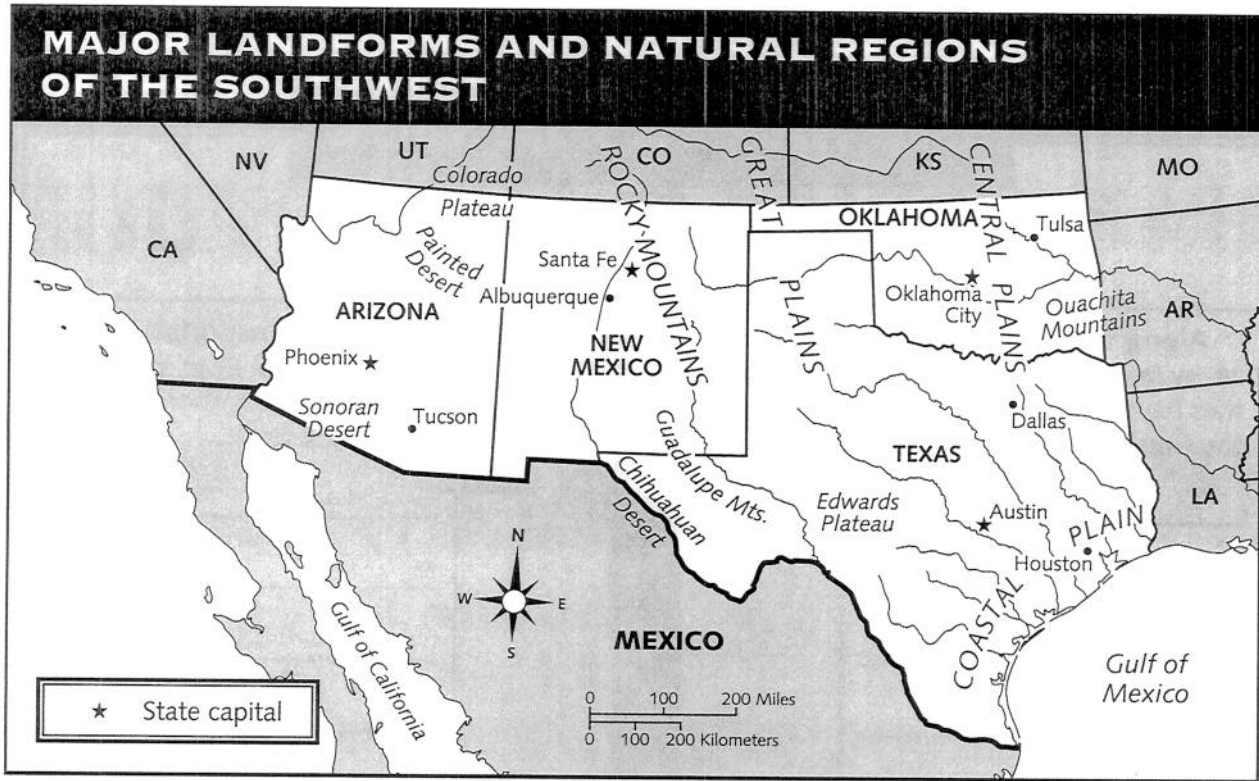 MAJOR LANDFORMS AND NATURAL REGIONS
OF THE SOUTHWEST
NV
UT
CO
KS
MO
CA
Colorado
Plateau
ROCKY MOUNTAINS
GREAT
PLAINS
CENTRAL PLAINS
OKLAHOMA
Tulsa
Painted
Desert
Santa Fe
Albuquerque
ARIZONA
NEW
MEXICO
Oklahoma
City
Ouachita
Mountains
AR
Phoenix
Sonoran
Desert
Tucson
Dallas
Guadalupe Mts.
Chihuahuan
Desert
TEXAS
Edwards
Plateau
Austin
LA
COASTAL PLAIN
Houston
N
W
E
S
Gulf of California
MEXICO
Gulf of
Mexico
0 100 200 Miles
0 100 200 Kilometers
★ State capital